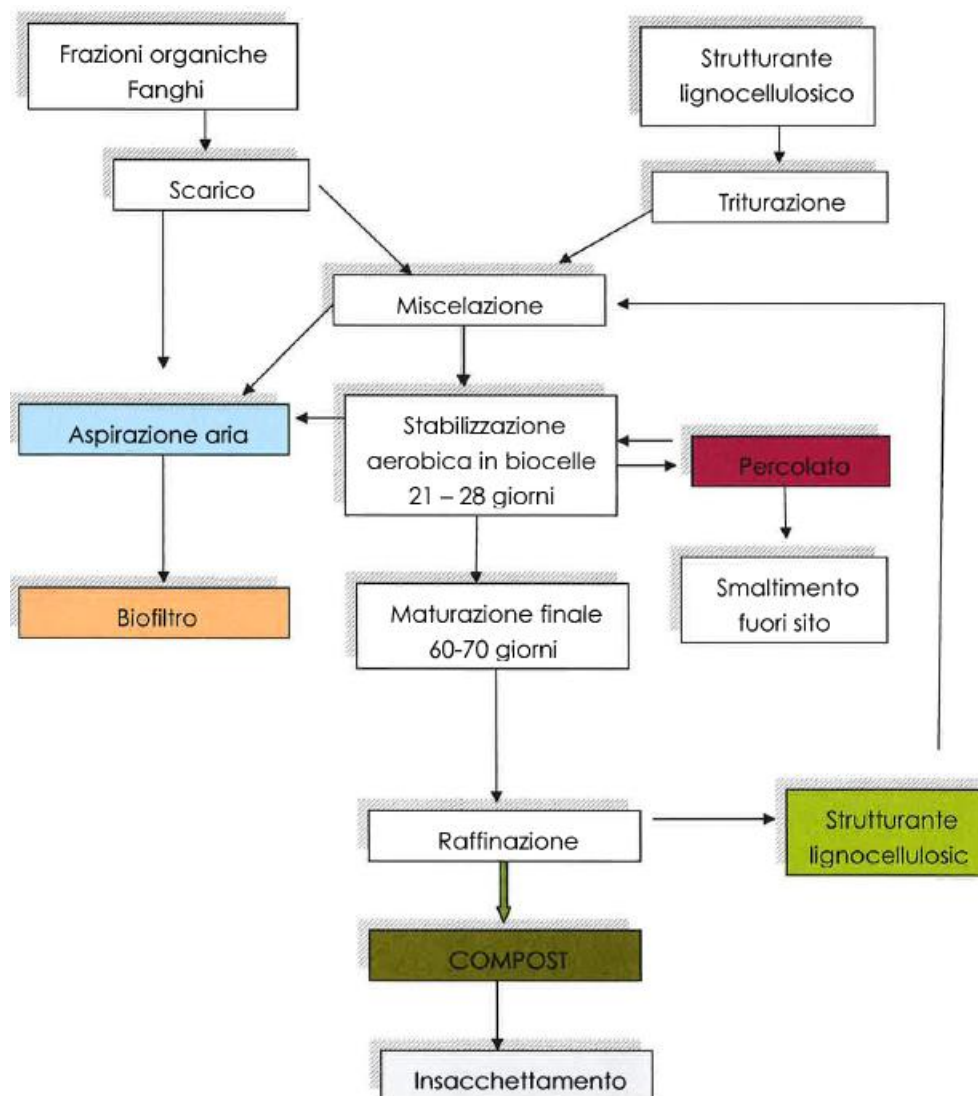 Frazioni organiche
Fanghi
Strutturante
lignocellulosico
Scarico
Triturazione
Miscelazione
Aspirazione aria
Stabilizzazione
aerobica in biocelle
21 – 28 giorni
Percolato
Biofiltro
Maturazione finale
60-70 giorni
Smaltimento
fuori sito
Raffinazione
Strutturante
lignocellulosic
COMPOST
Insacchettamento